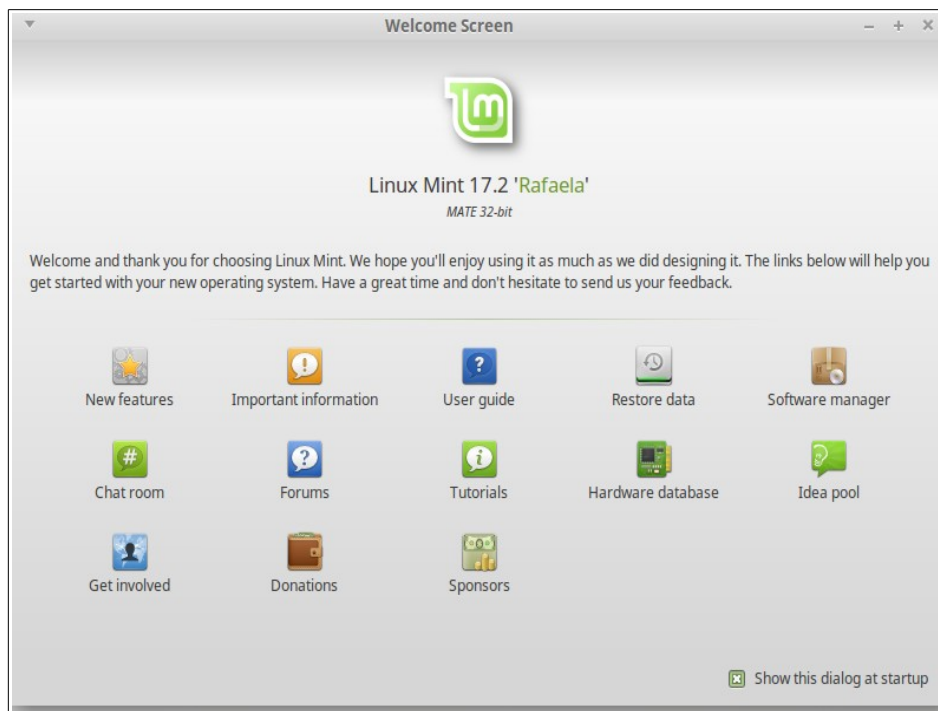 Welcome Screen
Linux Mint 17.2 'Rafaela'
MATE 32-bit
Welcome and thank you for choosing Linux Mint. We hope you'll enjoy using it as much as we did designing it. The links below will help you
get started with your new operating system. Have a great time and don't hesitate to send us your feedback.
New features Important information User guide Restore data Software manager
Chat room Forums Tutorials Hardware database Idea pool
Get involved Donations Sponsors
Show this dialog at startup